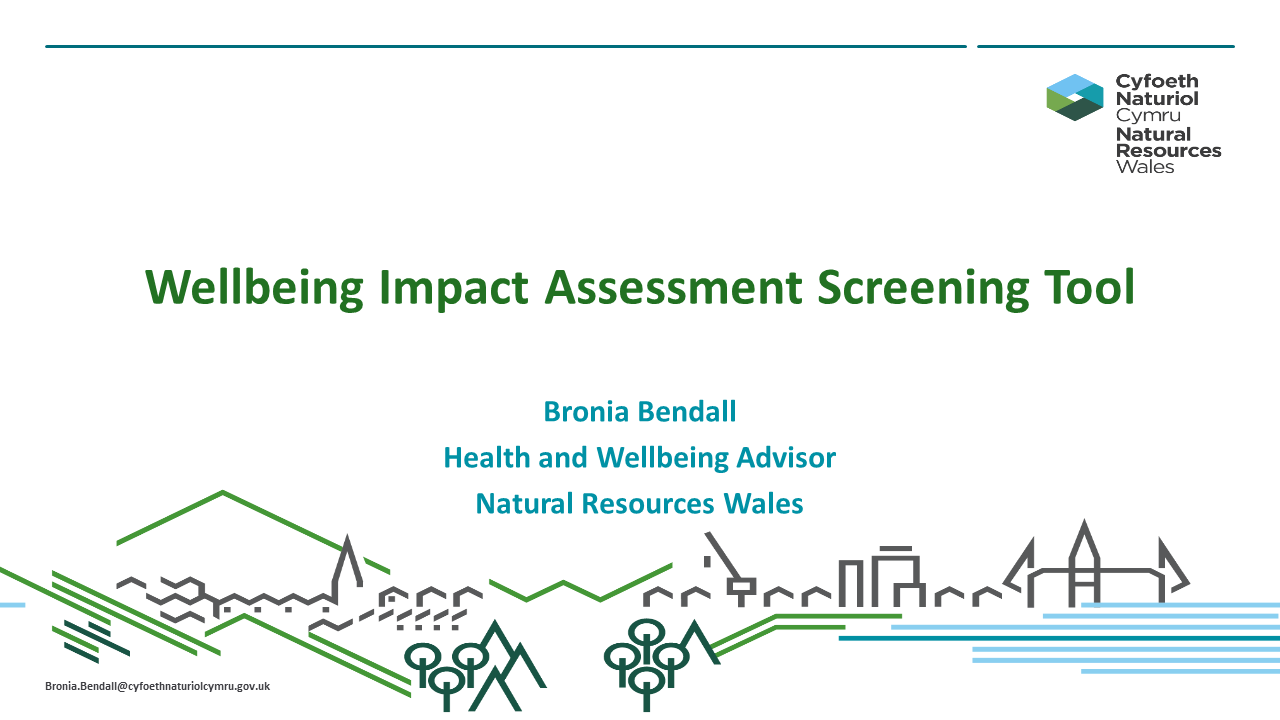 Cyfoeth
Naturiol
Cymru
Natural
Resources
Wales
Wellbeing Impact Assessment Screening Tool
Bronia Bendall
Health and Wellbeing Advisor
Natural Resources Wales
Bronia.Bendall@cyfoethnaturiolcymru.gov.uk